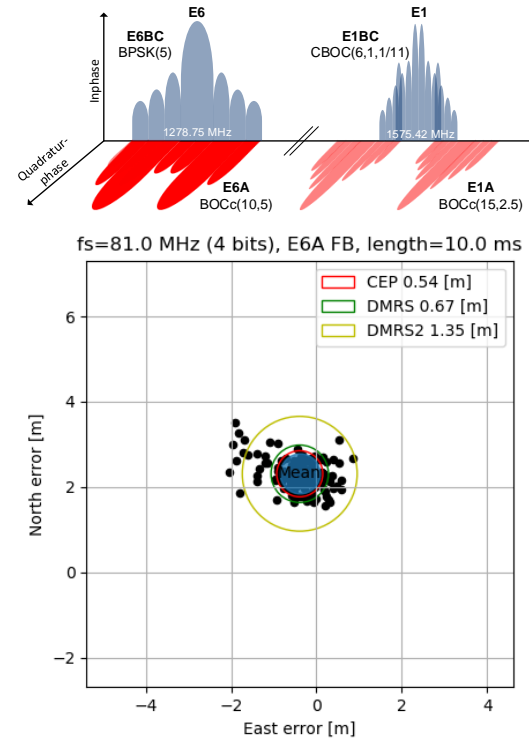 E6
E1
E6BC
BPSK(5)
E1BC
CBOC(6,1,1/11)
Inphase
1278.75 MHz
1575.42 MHz
Quadratur-
phase
E6A
BOCc(10,5)
E1A
BOCc(15,2.5)
fs=81.0 MHz (4 bits), E6A FB, length=10.0 ms
CEP 0.54 [m]
DMRS 0.67 [m]
DMRS2 1.35 [m]
North error [m]
6
4
2
0
−2
Mean
−4
−2
0
2
4
East error [m]